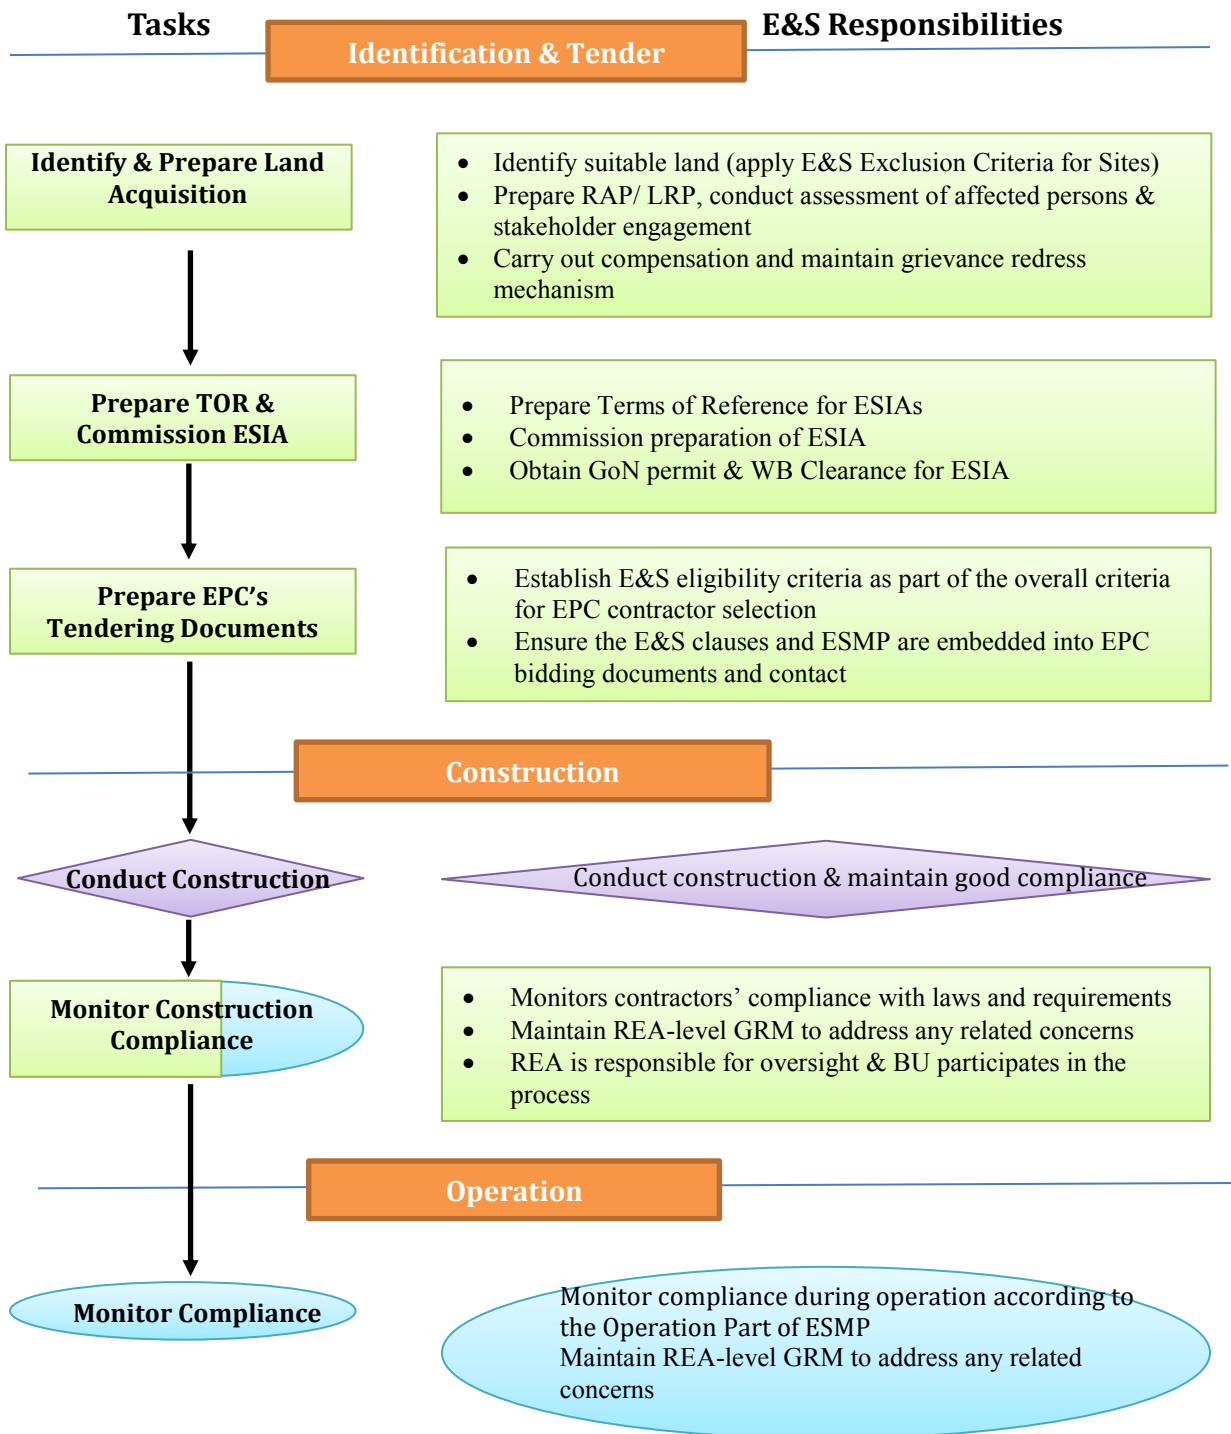 Tasks
E&S Responsibilities
Identification & Tender
Identify & Prepare Land
Acquisition
• Identify suitable land (apply E&S Exclusion Criteria for Sites)
• Prepare RAP/ LRP, conduct assessment of affected persons &
stakeholder engagement
• Carry out compensation and maintain grievance redress
mechanism
Prepare TOR &
Commission ESIA
• Prepare Terms of Reference for ESIAs
• Commission preparation of ESIA
• Obtain GoN permit & WB Clearance for ESIA
Prepare EPC’s
Tendering Documents
• Establish E&S eligibility criteria as part of the overall criteria
for EPC contractor selection
• Ensure the E&S clauses and ESMP are embedded into EPC
bidding documents and contact
Construction
Conduct Construction
Conduct construction & maintain good compliance
Monitor Construction
Compliance
• Monitors contractors’ compliance with laws and requirements
• Maintain REA-level GRM to address any related concerns
• REA is responsible for oversight & BU participates in the
process
Operation
Monitor Compliance
Monitor compliance during operation according to
the Operation Part of ESMP
Maintain REA-level GRM to address any related
concerns